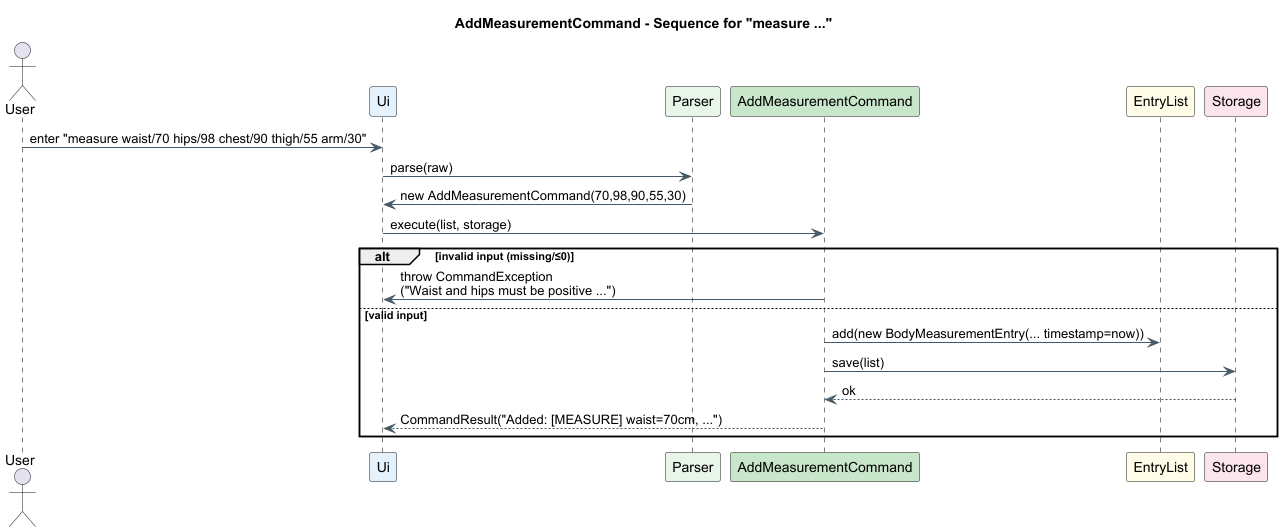 AddMeasurementCommand - Sequence for "measure ..."
User
Ui
Parser
AddMeasurementCommand
EntryList
Storage
enter "measure waist/70 hips/98 chest/90 thigh/55 arm/30"
parse(raw)
new AddMeasurementCommand(70,98,90,55,30)
execute(list, storage)
alt
[invalid input (missing/≤0)]
throw CommandException
("Waist and hips must be positive ...")
[valid input]
add(new BodyMeasurementEntry(... timestamp=now))
save(list)
ok
CommandResult("Added: [MEASURE] waist=70cm, ...")
User
Ui
Parser
AddMeasurementCommand
EntryList
Storage